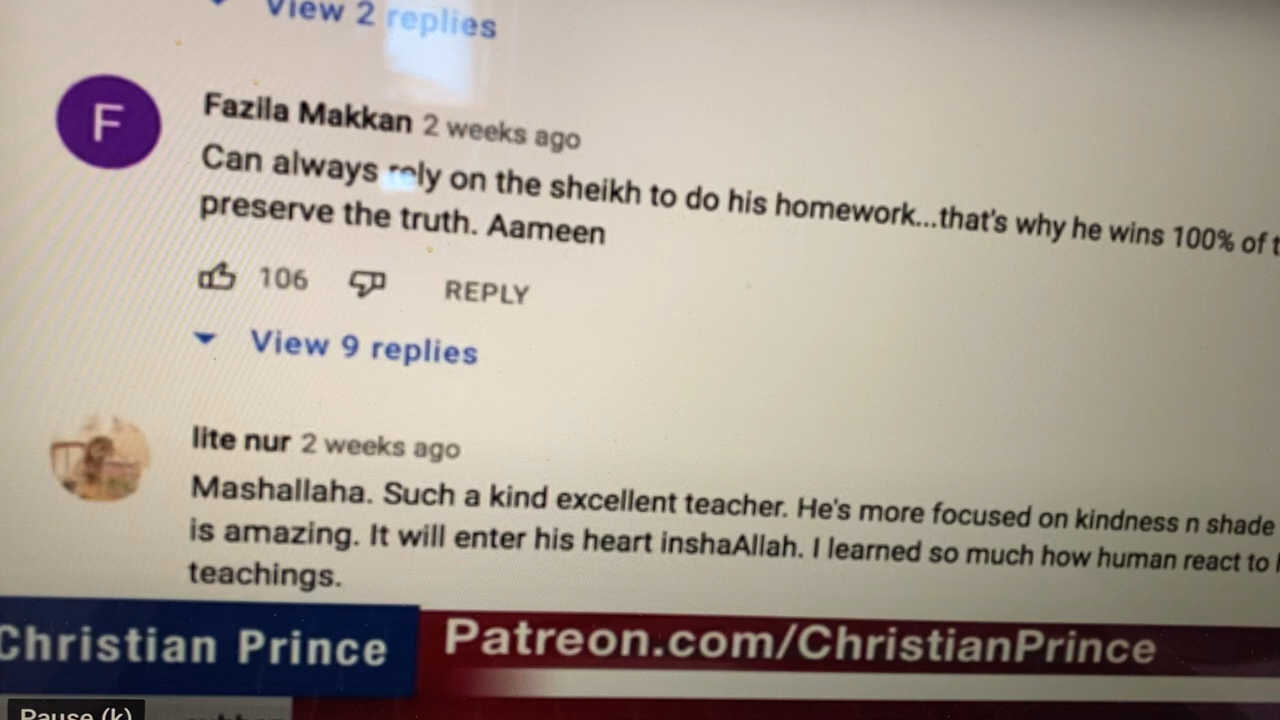 View 2 replies
F
Fazila Makkan 2 weeks ago
Can always rely on the sheikh to do his homework...that's why he wins 100% of t
preserve the truth. Aameen
106 REPLY
View 9 replies
lite nur 2 weeks ago
Mashallaha. Such a kind excellent teacher. He's more focused on kindness n shade
is amazing. It will enter his heart inshaAllah. I learned so much how human react to
teachings.
Christian Prince Patreon.com/ChristianPrince
Pause (k)